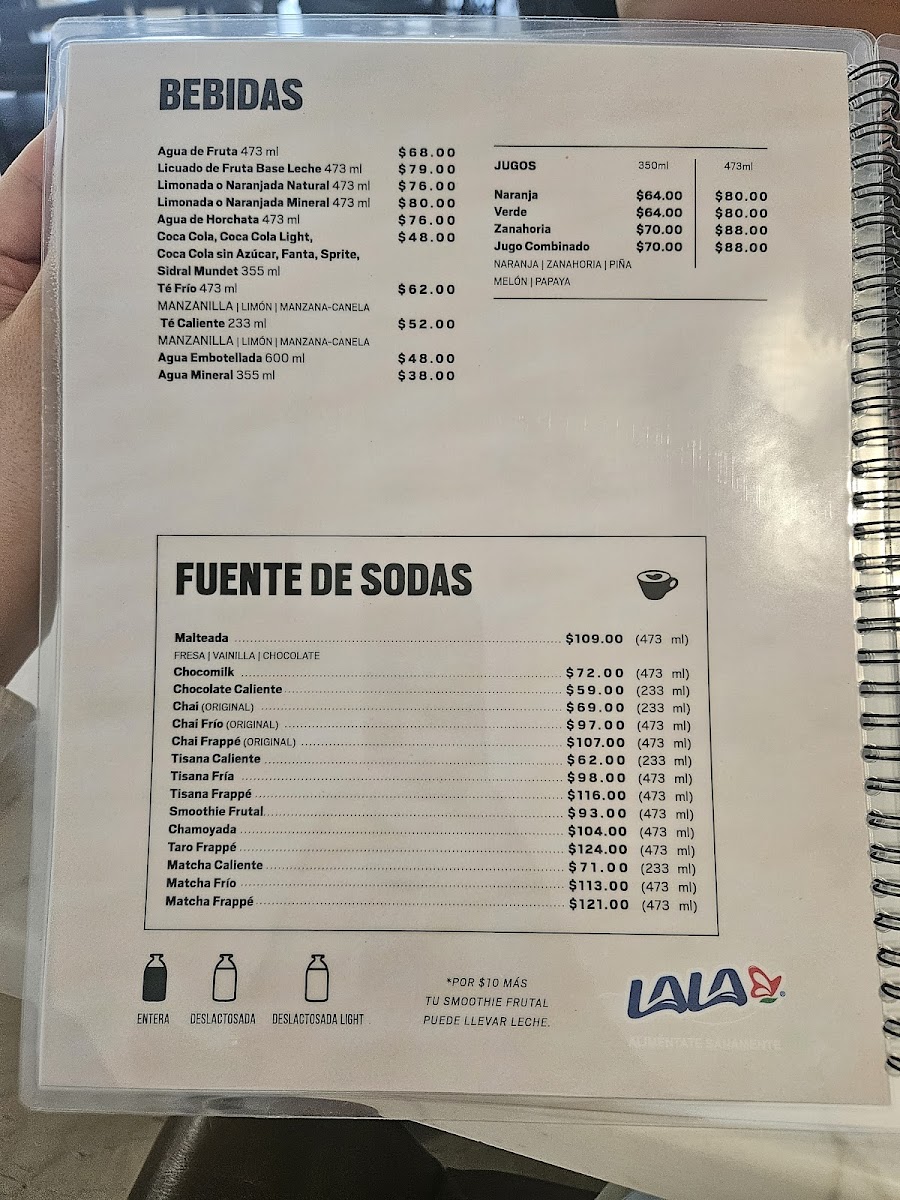 BEBIDAS
Agua de Fruta 473 ml $68.00
Licuado de Fruta Base Leche 473 ml $79.00
Limonada o Naranjada Natural 473 ml $76.00
Limonada o Naranjada Mineral 473 ml $80.00
Agua de Horchata 473 ml $76.00
Coca Cola, Coca Cola Light, $48.00
Coca Cola sin Azúcar, Fanta, Sprite,
Sidral Mundet 355 ml
Té Frío 473 ml $62.00
MANZANILLA | LIMÓN | MANZANA-CANELA
Té Caliente 233 ml $52.00
MANZANILLA | LIMÓN | MANZANA-CANELA
Agua Embotellada 600 ml $48.00
Agua Mineral 355 ml $38.00
JUGOS 350ml 473ml
Naranja $64.00 $80.00
Verde $64.00 $80.00
Zanahoria $70.00 $88.00
Jugo Combinado $70.00 $88.00
NARANJA | ZANAHORIA | PIÑA
MELÓN | PAPAYA
FUENTE DE SODAS
Malteada $109.00 (473 ml)
FRESA | VAINILLA | CHOCOLATE
Chocomilk $72.00 (473 ml)
Chocolate Caliente $59.00 (233 ml)
Chai (ORIGINAL) $69.00 (233 ml)
Chai Frío (ORIGINAL) $97.00 (473 ml)
Chai Frappé (ORIGINAL) $107.00 (473 ml)
Tisana Caliente $62.00 (233 ml)
Tisana Fría $98.00 (473 ml)
Tisana Frappé $116.00 (473 ml)
Smoothie Frutal $93.00 (473 ml)
Chamoyada $104.00 (473 ml)
Taro Frappé $124.00 (473 ml)
Matcha Caliente $71.00 (233 ml)
Matcha Frío $113.00 (473 ml)
Matcha Frappé $121.00 (473 ml)
ENTERA DESLACTOSADA DESLACTOSADA LIGHT
*POR $10 MÁS
TU SMOOTHIE FRUTAL
PUEDE LLEVAR LECHE.
LALA®
ALIMÉNTATE SANAMENTE